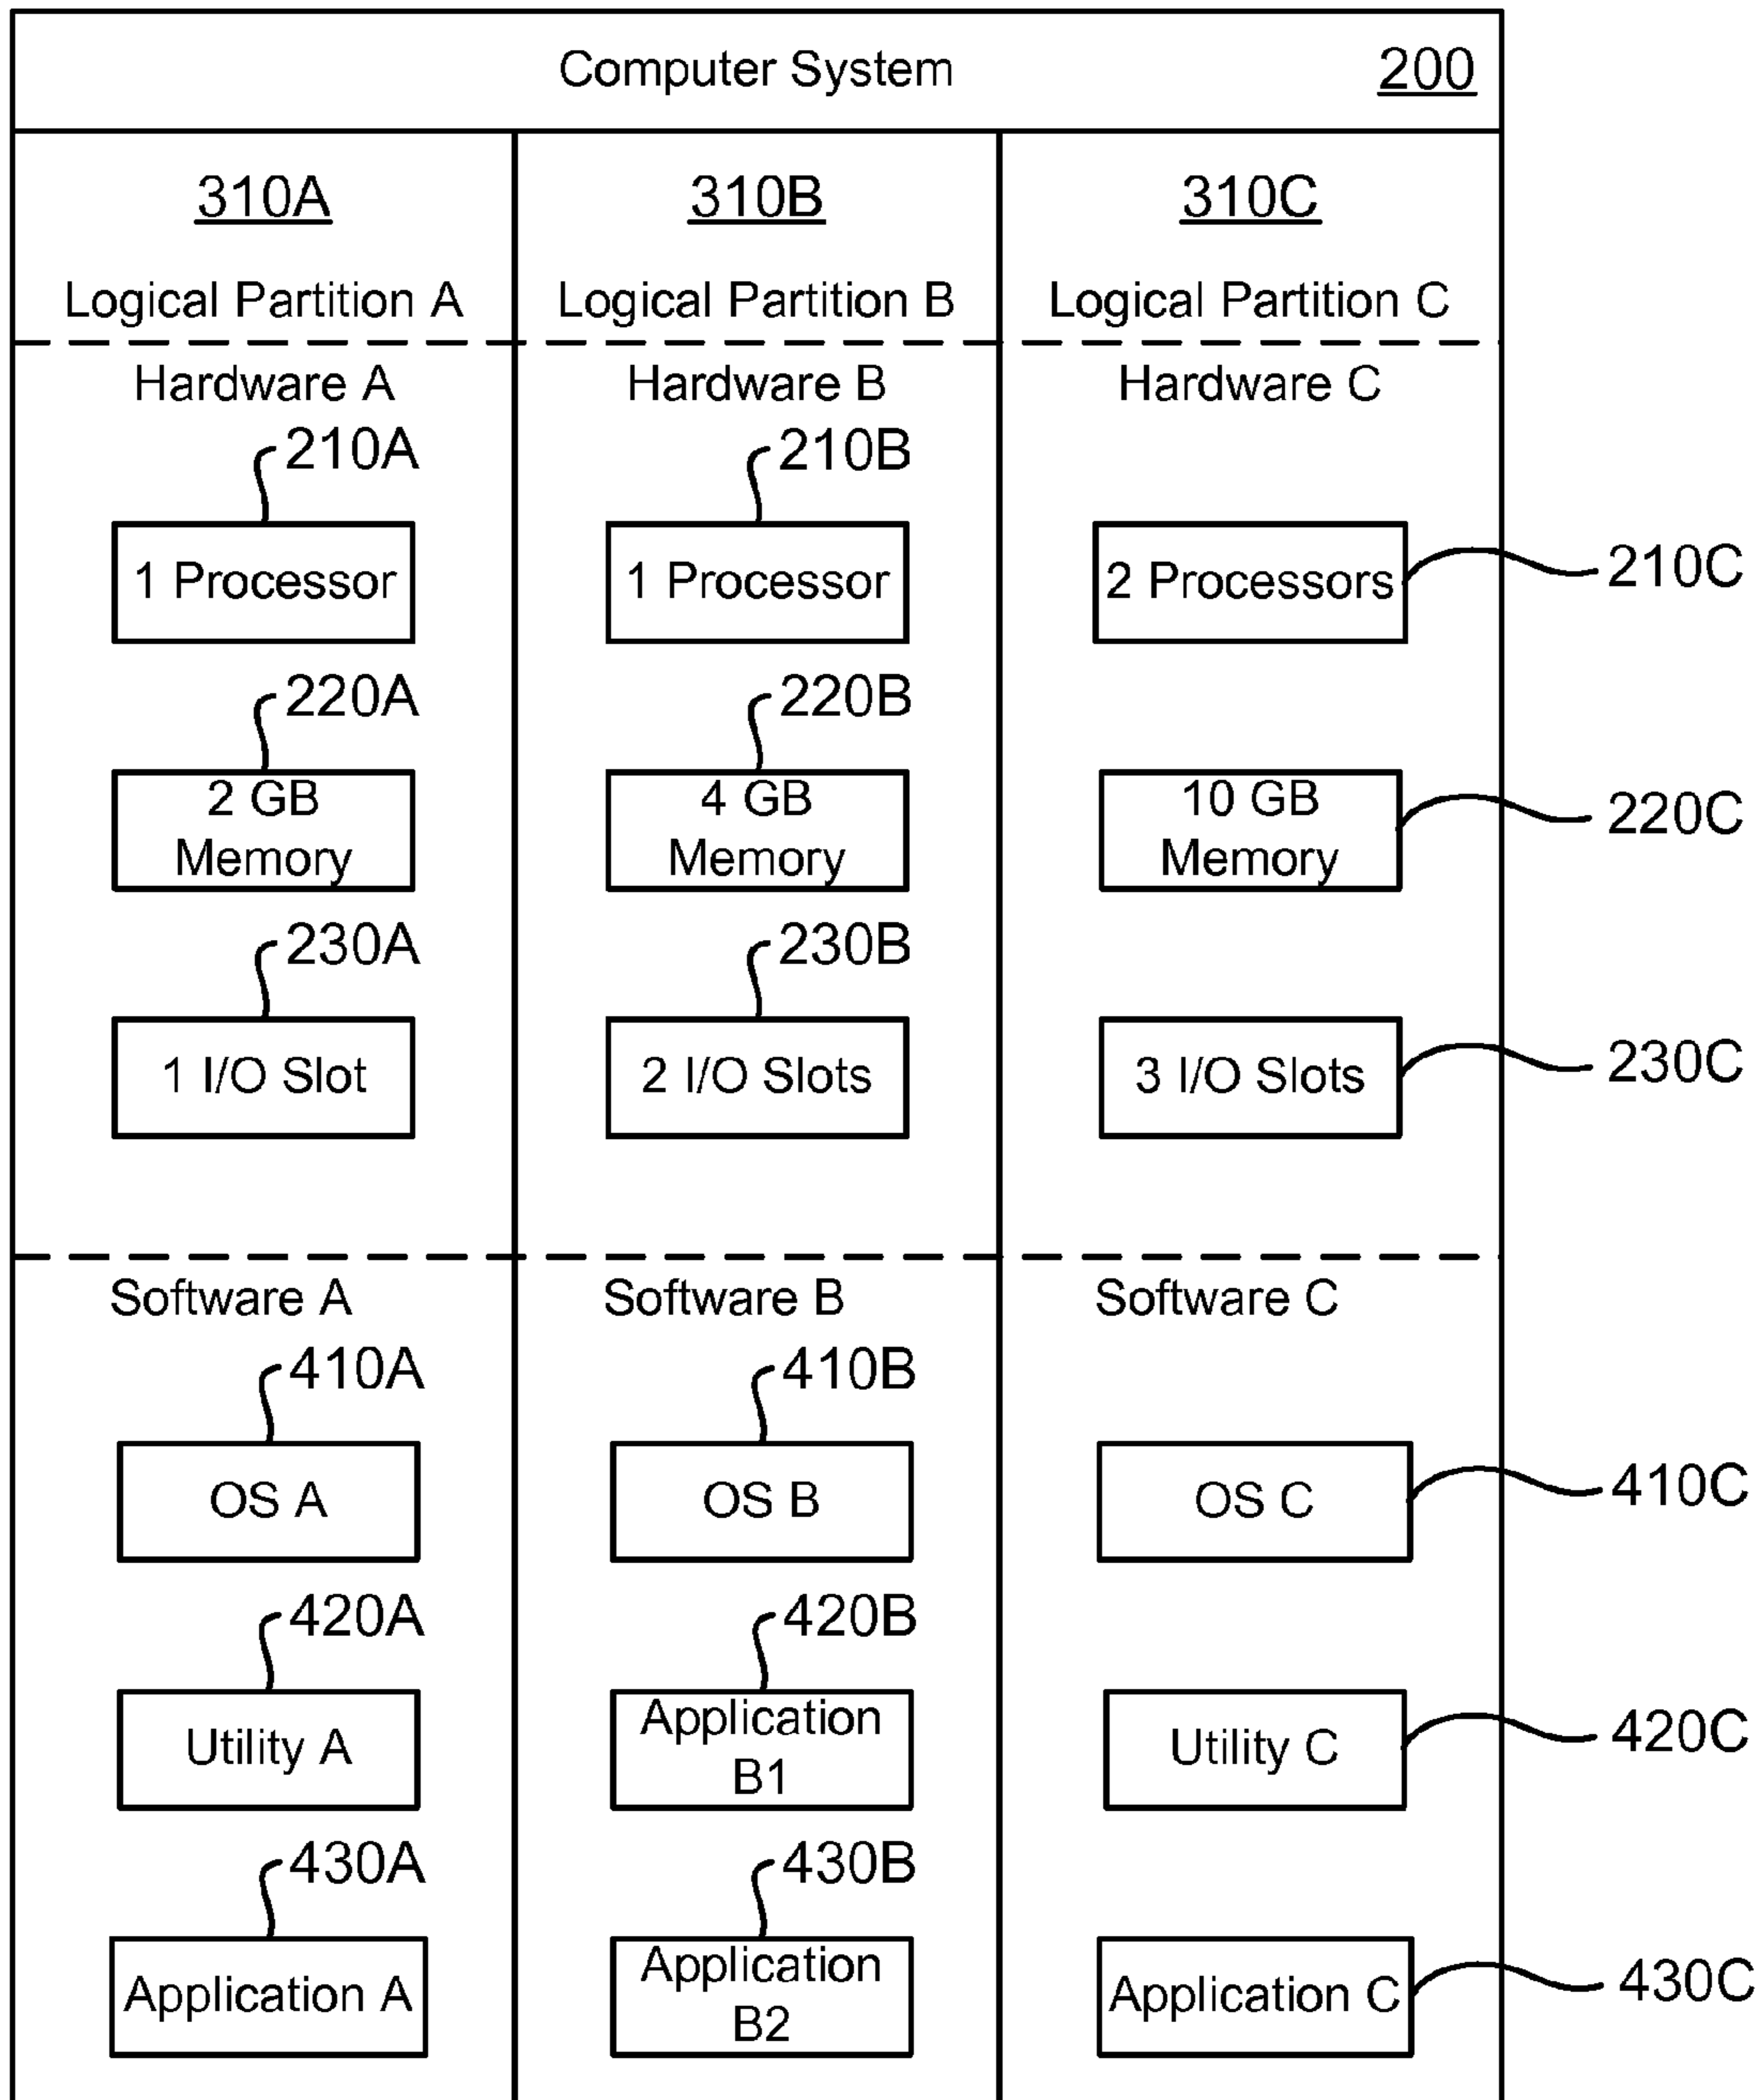 Computer System 200
310A 310B 310C
Logical Partition A Logical Partition B Logical Partition C
Hardware A Hardware B Hardware C
210A 210B
1 Processor 1 Processor 2 Processors 210C
220A 220B
2 GB 4 GB 10 GB
Memory Memory Memory
220C
230A 230B
1 I/O Slot 2 I/O Slots 3 I/O Slots 230C
Software A Software B Software C
410A 410B
OS A OS B OS C 410C
420A 420B
Utility A Application B1 Utility C 420C
430A 430B
Application A Application B2 Application C 430C